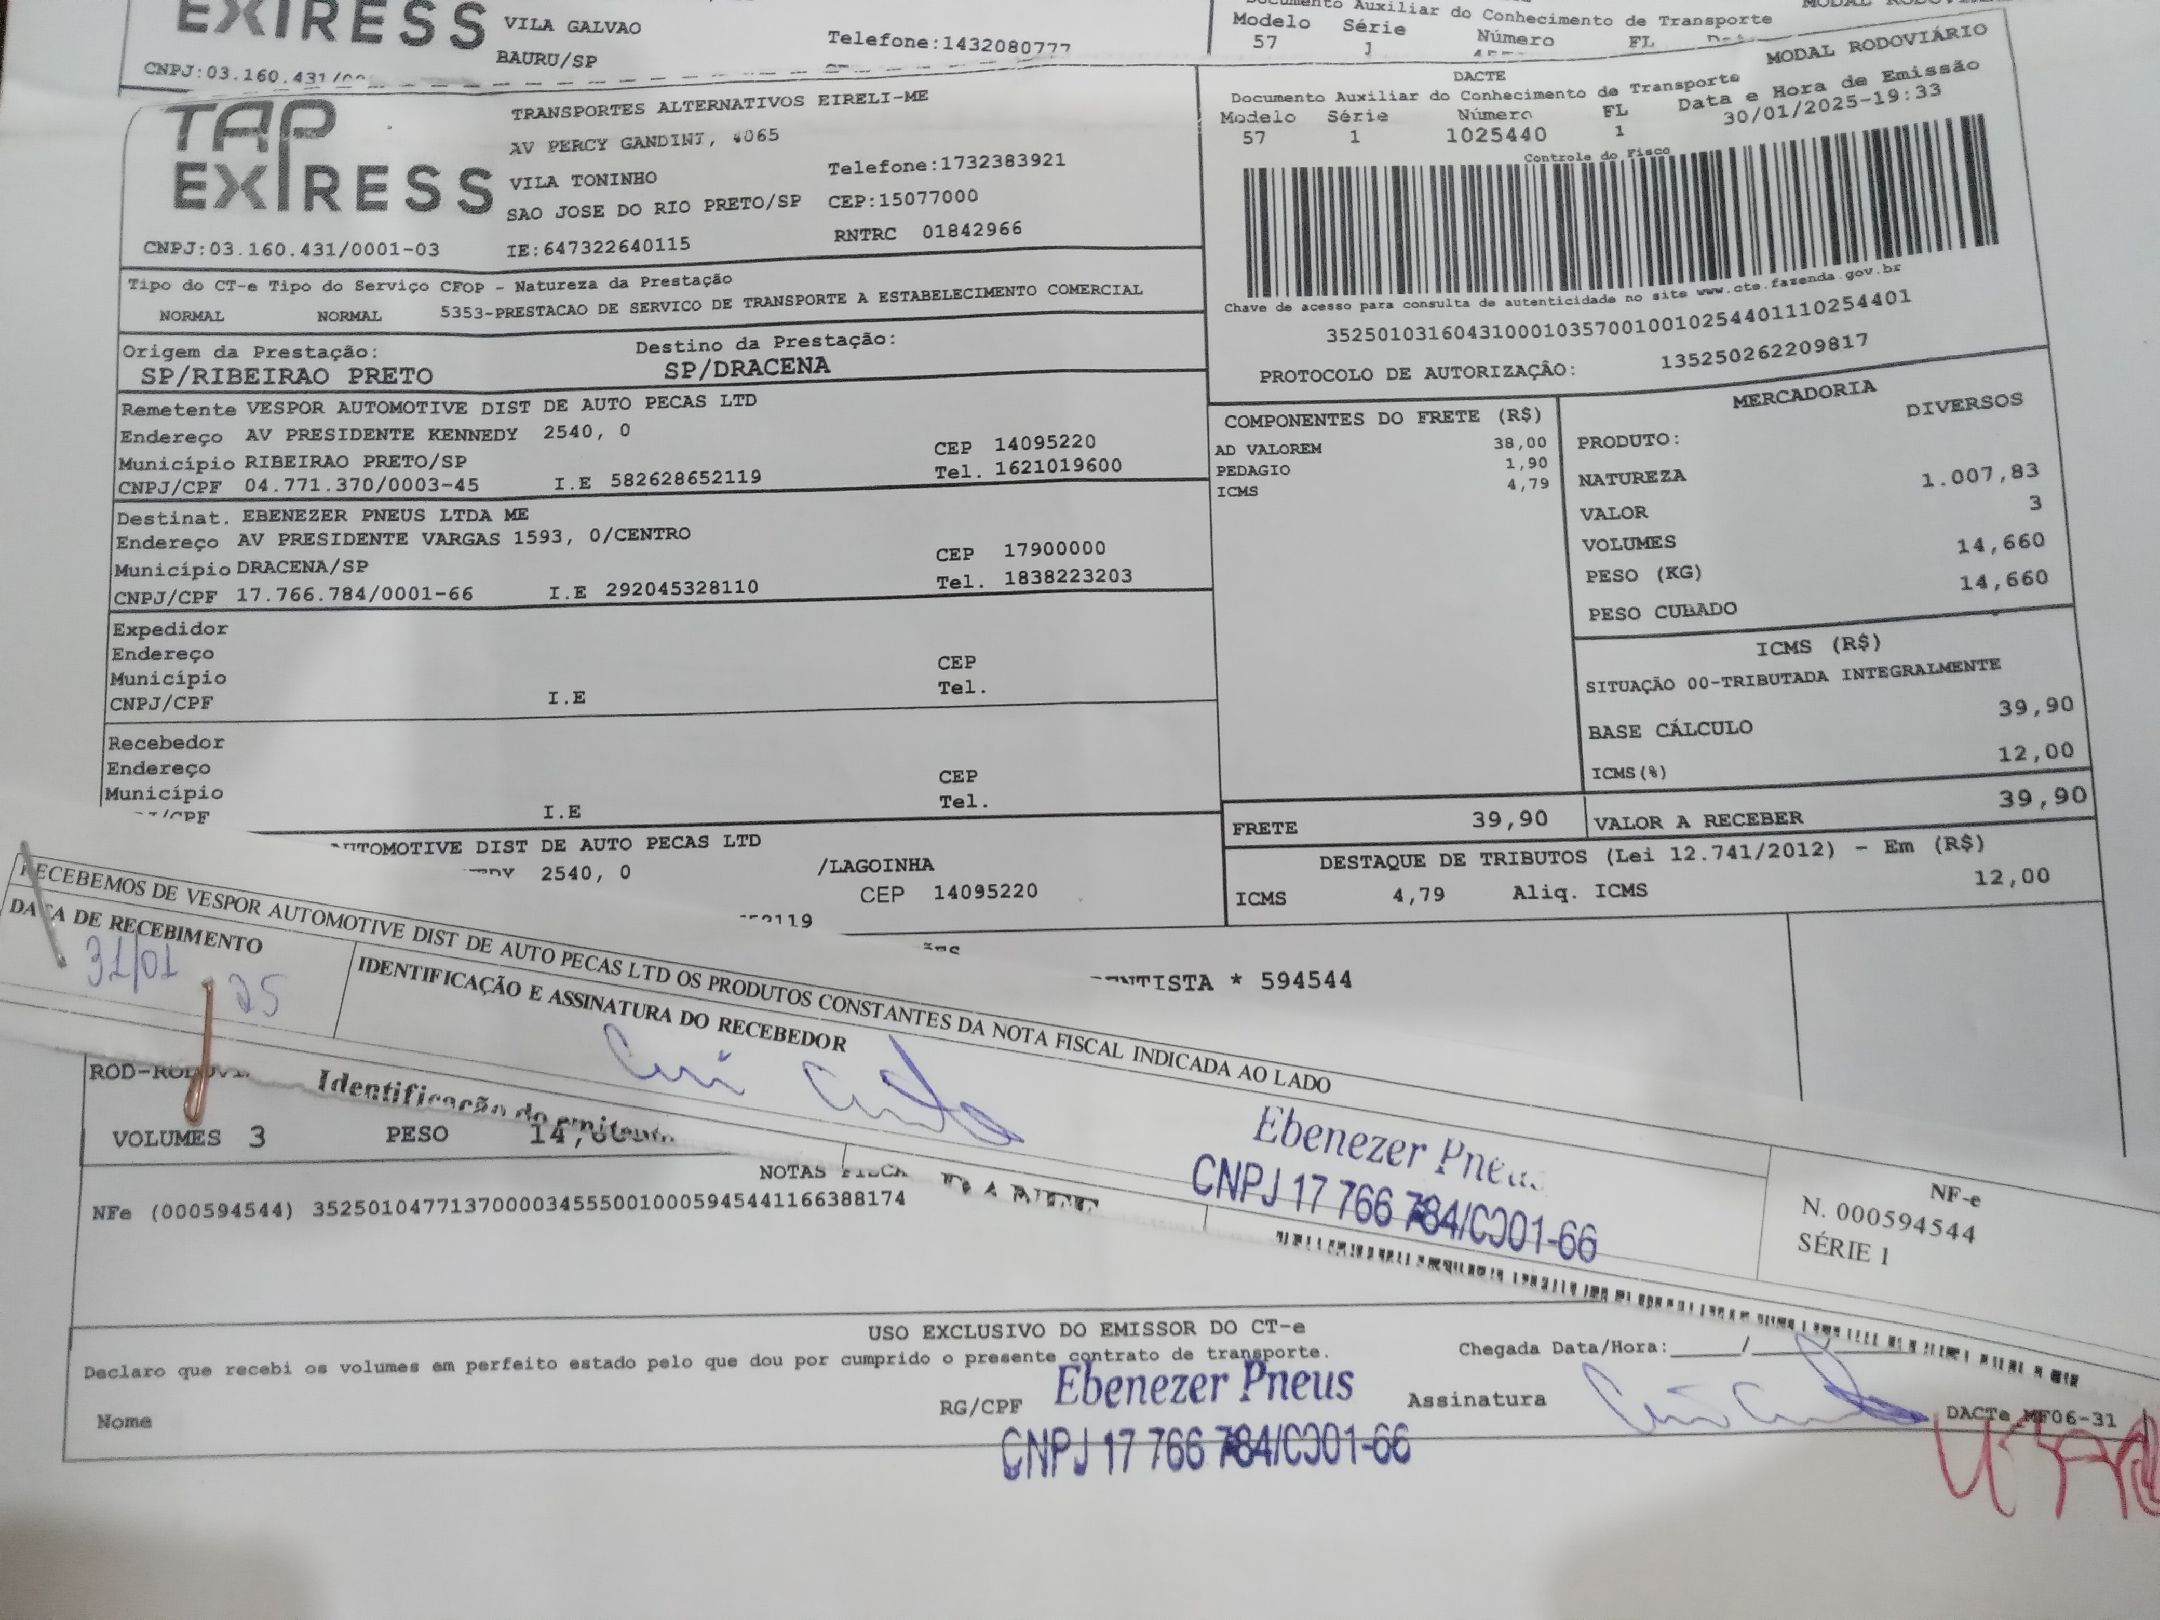 EXPRESS
VILA GALVAO
BAURU/SP
Telefone:1432080777
CNPJ:03.160.431/
Documento Auxiliar do Conhecimento de Transporte
Modelo Série Número FL
57 1
TAP EXPRESS
TRANSPORTES ALTERNATIVOS EIRELI-ME
AV PERCY GANDINI, 4065
VILA TONINHO
Telefone:1732383921
SAO JOSE DO RIO PRETO/SP CEP:15077000
CNPJ:03.160.431/0001-03
IE:647322640115
RNTRC 01842966
DACTE
MODAL RODOVIÁRIO
Documento Auxiliar do Conhecimento de Transporte
Modelo Série Número FL Data e Hora de Emissão
57 1 1025440 1 30/01/2025-19:33
Controle do Fisco
Chave de acesso para consulta de autenticidade no site www.cte.fazenda.gov.br
35250103160431000103570010010254401110254401
PROTOCOLO DE AUTORIZAÇÃO: 135250262209817
Tipo do CT-e Tipo do Serviço CFOP - Natureza da Prestação
NORMAL NORMAL 5353-PRESTACAO DE SERVICO DE TRANSPORTE A ESTABELECIMENTO COMERCIAL
Origem da Prestação: Destino da Prestação:
SP/RIBEIRAO PRETO SP/DRACENA
Remetente VESPOR AUTOMOTIVE DIST DE AUTO PECAS LTD
Endereço AV PRESIDENTE KENNEDY 2540, 0 CEP 14095220
Município RIBEIRAO PRETO/SP Tel. 1621019600
CNPJ/CPF 04.771.370/0003-45 I.E 582628652119
Destinat. EBENEZER PNEUS LTDA ME
Endereço AV PRESIDENTE VARGAS 1593, 0/CENTRO CEP 17900000
Município DRACENA/SP Tel. 1838223203
CNPJ/CPF 17.766.784/0001-66 I.E 292045328110
Expedidor
Endereço CEP
Município Tel.
CNPJ/CPF I.E
Recebedor
Endereço CEP
Município Tel.
/CPF I.E
COMPONENTES DO FRETE (R$)
AD VALOREM 38,00
PEDAGIO 1,90
ICMS 4,79
MERCADORIA
PRODUTO: DIVERSOS
NATUREZA
VALOR 1.007,83
VOLUMES 3
PESO (KG) 14,660
PESO CUBADO 14,660
ICMS (R$)
SITUAÇÃO 00-TRIBUTADA INTEGRALMENTE
BASE CÁLCULO 39,90
ICMS(%) 12,00
FRETE 39,90 VALOR A RECEBER 39,90
DESTAQUE DE TRIBUTOS (Lei 12.741/2012) - Em (R$)
ICMS 4,79 Aliq. ICMS 12,00
AUTOMOTIVE DIST DE AUTO PECAS LTD
2540, 0 /LAGOINHA
CEP 14095220
* 594544
RECEBEMOS DE VESPOR AUTOMOTIVE DIST DE AUTO PECAS LTD OS PRODUTOS CONSTANTES DA NOTA FISCAL INDICADA AO LADO
DATA DE RECEBIMENTO
31/01/25
IDENTIFICAÇÃO E ASSINATURA DO RECEBEDOR
Ebenezer Pneus
CNPJ 17 766 784/0001-66
NF-e
N. 000594544
SÉRIE 1
Identificação do emitente
VOLUMES 3 PESO
NOTAS
NFe (000594544) 35250104771370000345550010005945441166388174
USO EXCLUSIVO DO EMISSOR DO CT-e
Declaro que recebi os volumes em perfeito estado pelo que dou por cumprido o presente contrato de transporte.
Chegada Data/Hora: / /
Nome RG/CPF Assinatura
Ebenezer Pneus
CNPJ 17 766 784/0001-66
DACTe MF06-31